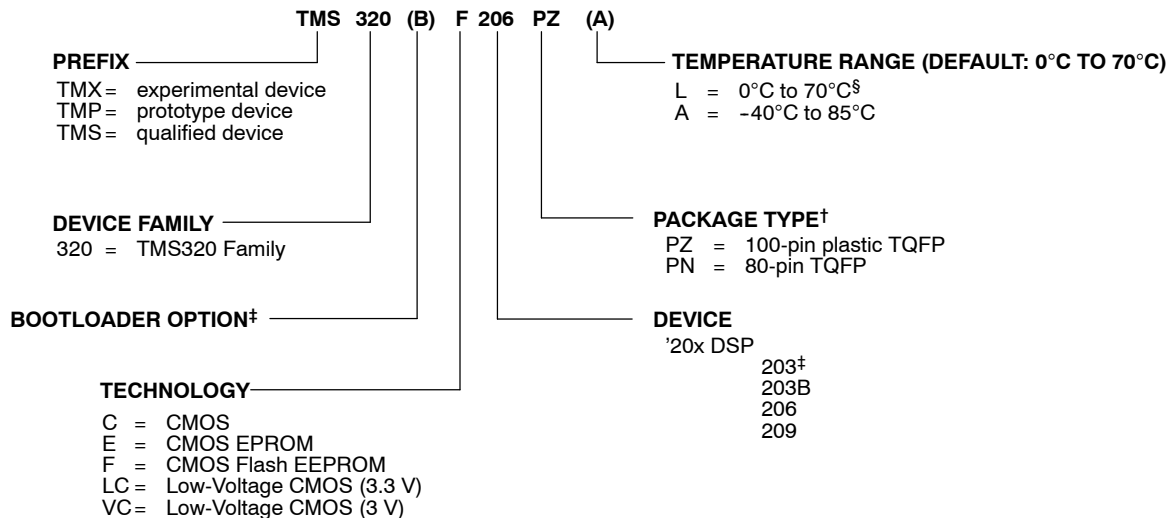 TMS 320 (B) F 206 PZ (A)
PREFIX
TMX = experimental device
TMP = prototype device
TMS = qualified device
TEMPERATURE RANGE (DEFAULT: 0°C TO 70°C)
L = 0°C to 70°C§
A = -40°C to 85°C
DEVICE FAMILY
320 = TMS320 Family
PACKAGE TYPE†
PZ = 100-pin plastic TQFP
PN = 80-pin TQFP
BOOTLOADER OPTION‡
DEVICE
'20x DSP
203‡
203B
206
209
TECHNOLOGY
C = CMOS
E = CMOS EPROM
F = CMOS Flash EEPROM
LC = Low-Voltage CMOS (3.3 V)
VC = Low-Voltage CMOS (3 V)